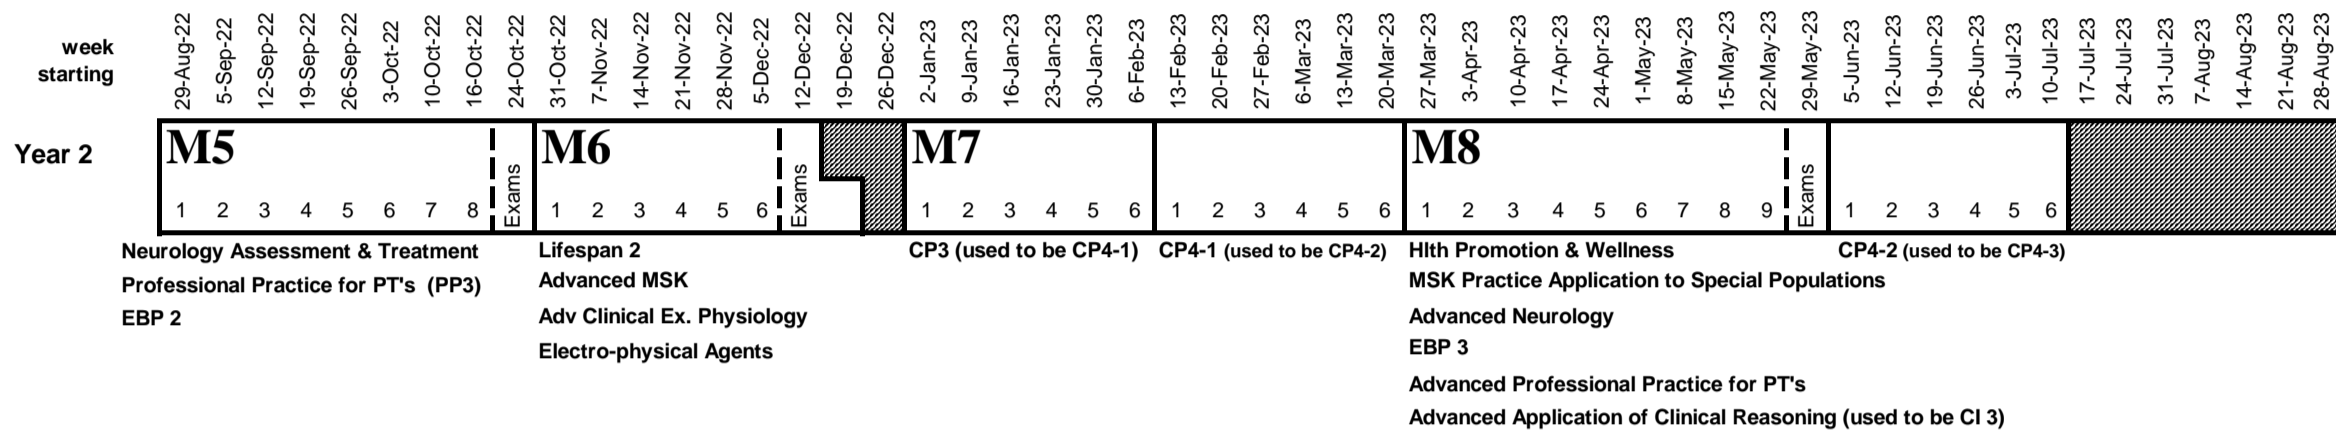 week starting
29-Aug-22 5-Sep-22 12-Sep-22 19-Sep-22 26-Sep-22 3-Oct-22 10-Oct-22 16-Oct-22 24-Oct-22 31-Oct-22 7-Nov-22 14-Nov-22 21-Nov-22 28-Nov-22 5-Dec-22 12-Dec-22 19-Dec-22 26-Dec-22 2-Jan-23 9-Jan-23 16-Jan-23 23-Jan-23 30-Jan-23 6-Feb-23 13-Feb-23 20-Feb-23 27-Feb-23 6-Mar-23 13-Mar-23 20-Mar-23 27-Mar-23 3-Apr-23 10-Apr-23 17-Apr-23 24-Apr-23 1-May-23 8-May-23 15-May-23 22-May-23 29-May-23 5-Jun-23 12-Jun-23 19-Jun-23 26-Jun-23 3-Jul-23 10-Jul-23 17-Jul-23 24-Jul-23 31-Jul-23 7-Aug-23 14-Aug-23 21-Aug-23 28-Aug-23
Year 2 M5 M6 M7 M8
1 2 3 4 5 6 7 8 Exams 1 2 3 4 5 6 Exams 1 2 3 4 5 6 1 2 3 4 5 6 1 2 3 4 5 6 7 8 9 Exams 1 2 3 4 5 6
Neurology Assessment & Treatment
Professional Practice for PT's (PP3)
EBP 2
Lifespan 2
Advanced MSK
Adv Clinical Ex. Physiology
Electro-physical Agents
CP3 (used to be CP4-1)
CP4-1 (used to be CP4-2)
Hlth Promotion & Wellness
MSK Practice Application to Special Populations
Advanced Neurology
EBP 3
Advanced Professional Practice for PT's
Advanced Application of Clinical Reasoning (used to be CI 3)
CP4-2 (used to be CP4-3)